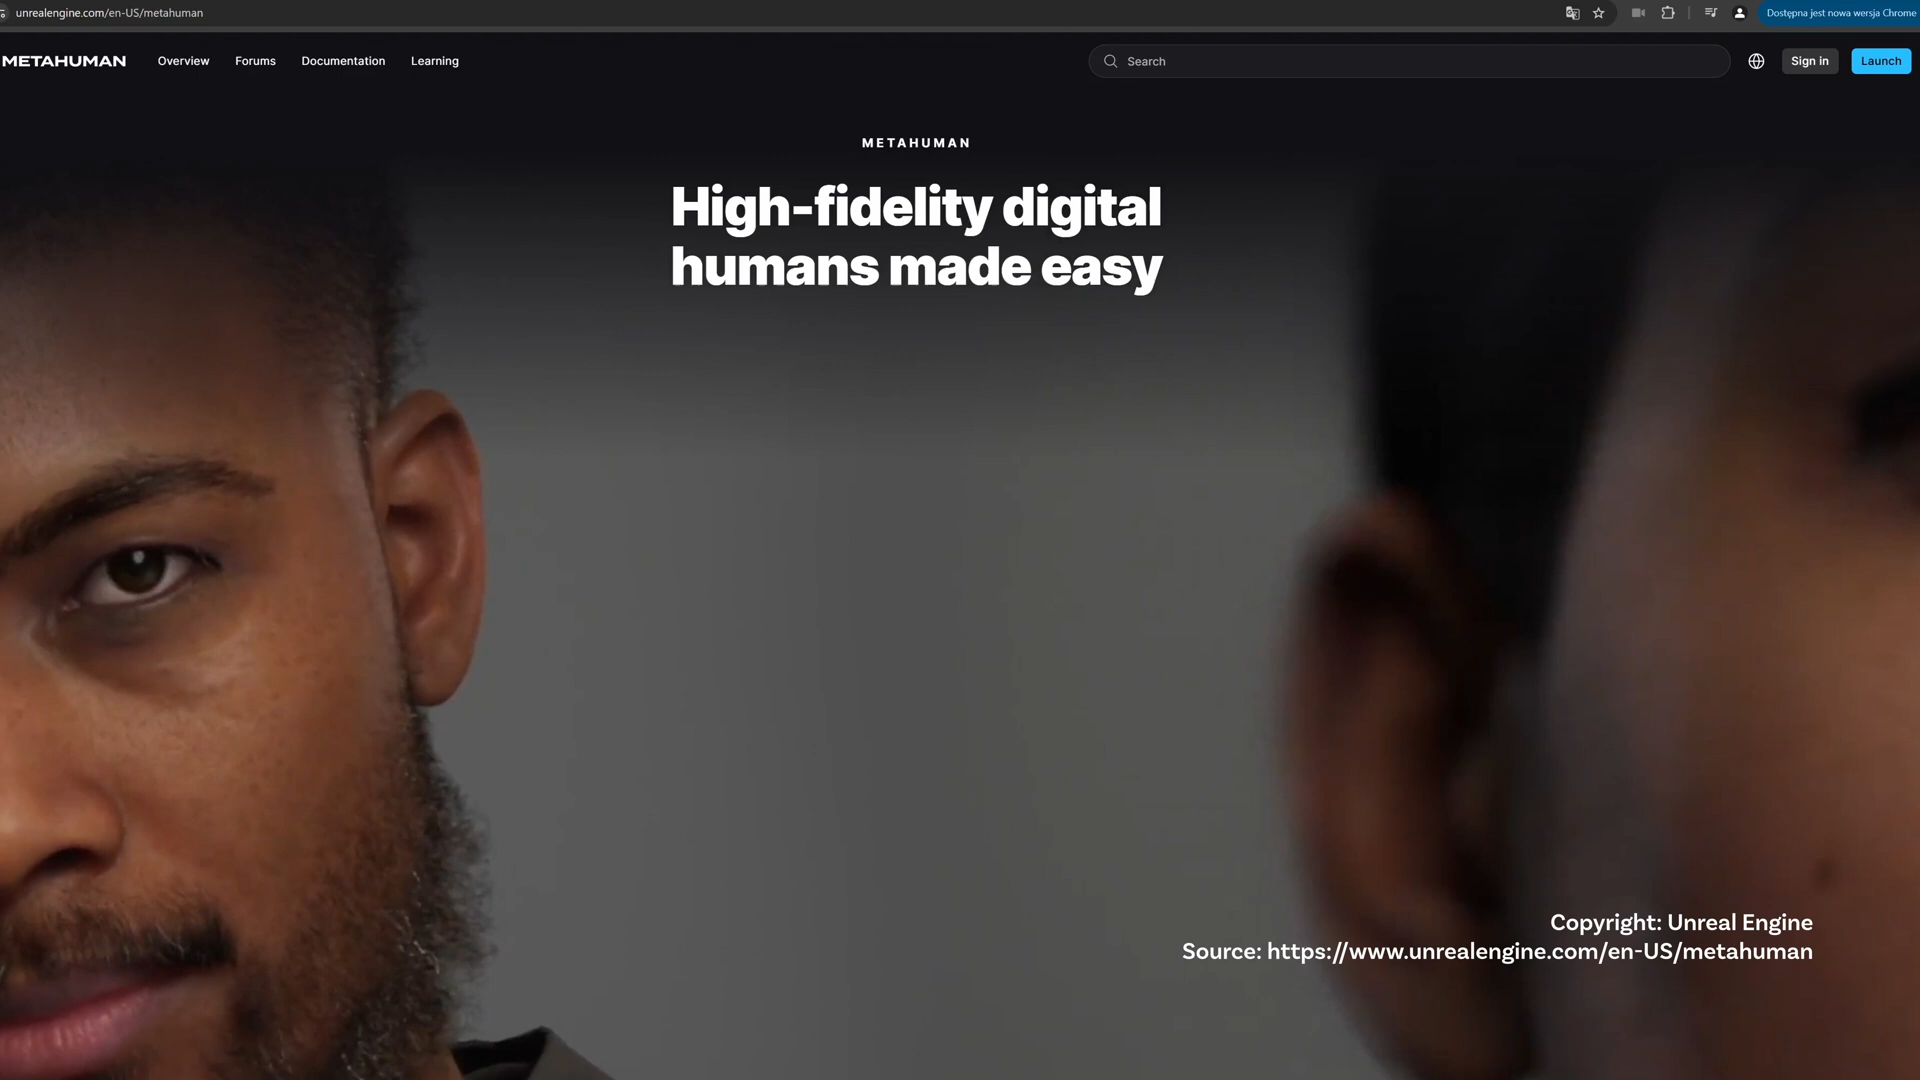 unrealengine.com/en-US/metahuman
Dostępna jest nowa wersja Chrome
METAHUMAN
Overview
Forums
Documentation
Learning
Search
Sign in
Launch
METAHUMAN
High-fidelity digital
humans made easy
Copyright: Unreal Engine
Source: https://www.unrealengine.com/en-US/metahuman